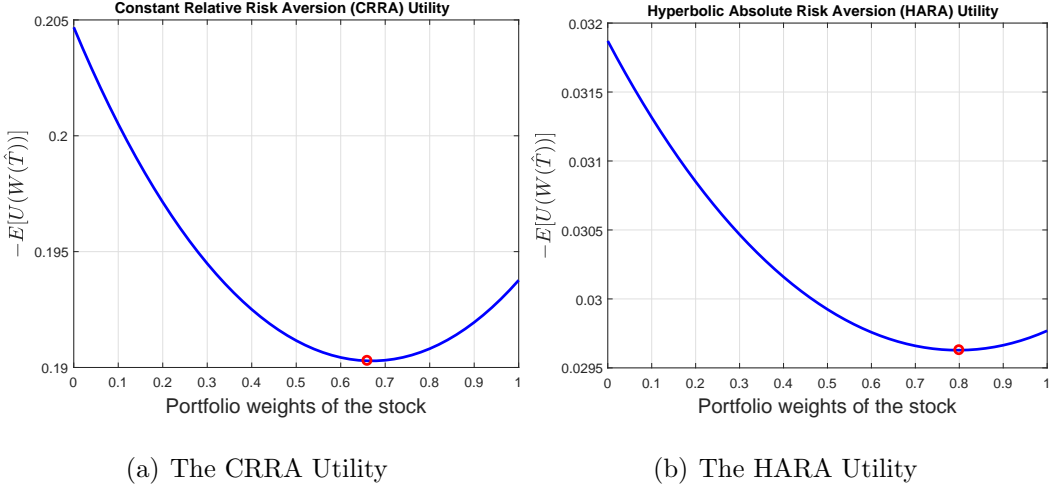 Constant Relative Risk Aversion (CRRA) Utility
0.205
0.2
0.195
0.19
−E[U(W(T̂))]
0 0.1 0.2 0.3 0.4 0.5 0.6 0.7 0.8 0.9 1
Portfolio weights of the stock
(a) The CRRA Utility
Hyperbolic Absolute Risk Aversion (HARA) Utility
0.032
0.0315
0.031
0.0305
0.03
0.0295
−E[U(W(T̂))]
0 0.1 0.2 0.3 0.4 0.5 0.6 0.7 0.8 0.9 1
Portfolio weights of the stock
(b) The HARA Utility